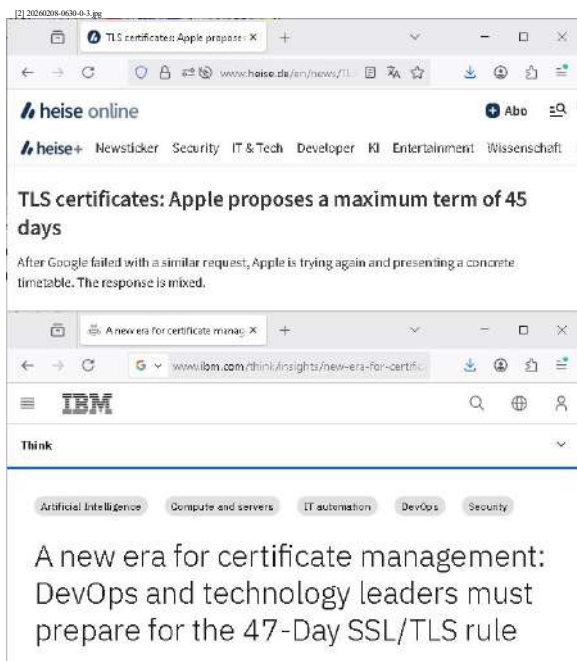 [2] 20260208-0630-0-3.jpg
TLS certificates: Apple propose
www.heise.de/en/news/TL
heise online
Abo
heise+ Newsticker Security IT & Tech Developer KI Entertainment Wissenschaft
TLS certificates: Apple proposes a maximum term of 45
days
After Google failed with a similar request, Apple is trying again and presenting a concrete
timetable. The response is mixed.
A new era for certificate manag
www.ibm.com/think/insights/new-era-for-certific
IBM
Think
Artificial Intelligence Compute and servers IT automation DevOps Security
A new era for certificate management:
DevOps and technology leaders must
prepare for the 47-Day SSL/TLS rule